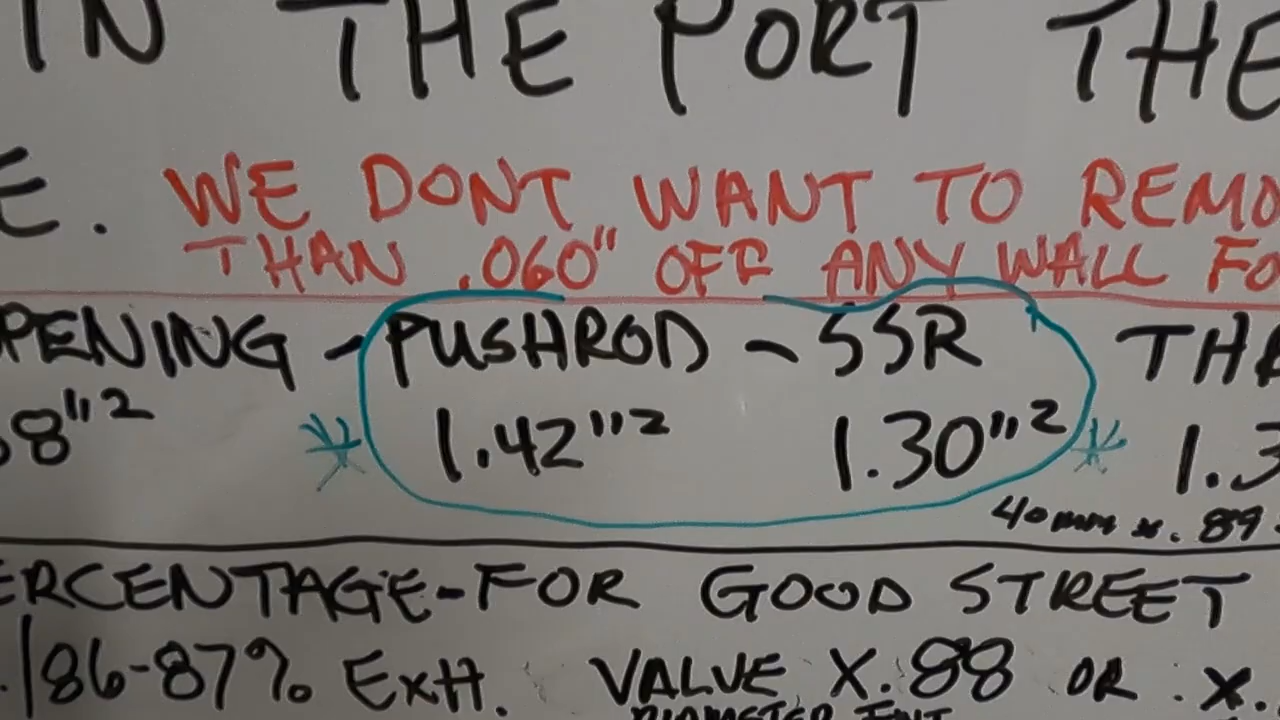 IN THE PORT THE
E. WE DONT WANT TO REMO
THAN .060" OFF ANY WALL FO
PENING - PUSHROD - SSR THA
8"² 1.42"² 1.30"² 1.3
40mm x .89
ERCENTAGE-FOR GOOD STREET
./86-87% EXH. VALVE X .88 OR .X.
DIAMETER INT